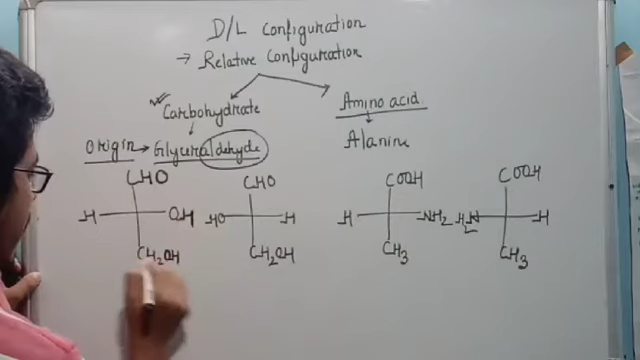 D/L Configuration
→ Relative Configuration
Carbohydrate
Amino acid
Origin → Glyceraldehyde
Alanine
CHO
CHO
COOH
COOH
H OH
HO H
H NH2
H2N H
CH2OH
CH2OH
CH3
CH3